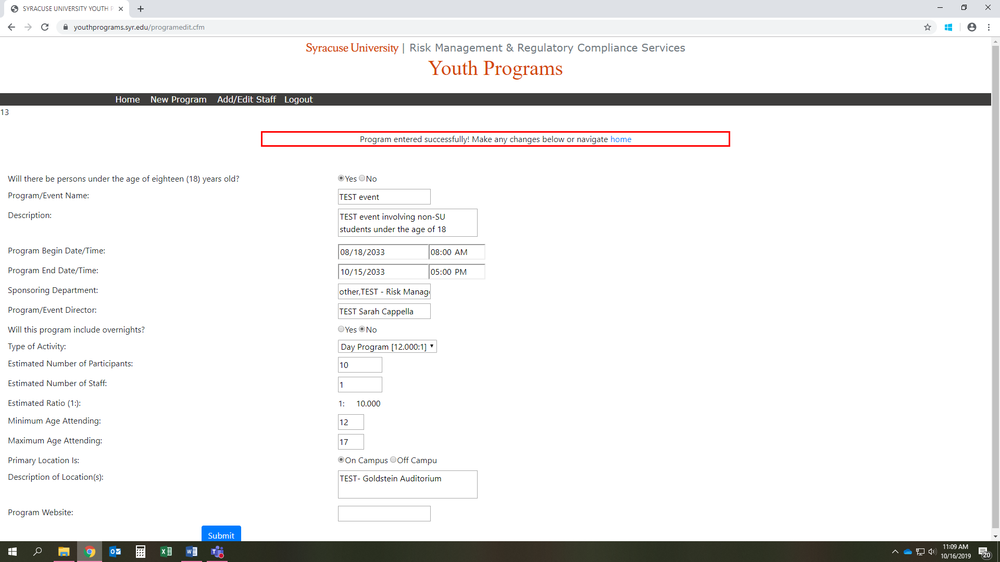 SYRACUSE UNIVERSITY YOUTH P
youthprograms.syr.edu/programedit.cfm
Syracuse University | Risk Management & Regulatory Compliance Services
Youth Programs
Home New Program Add/Edit Staff Logout
13
Program entered successfully! Make any changes below or navigate home
Will there be persons under the age of eighteen (18) years old? Yes No
Program/Event Name: TEST event
Description: TEST event involving non-SU
students under the age of 18
Program Begin Date/Time: 08/18/2033 08:00 AM
Program End Date/Time: 10/15/2033 05:00 PM
Sponsoring Department: other,TEST - Risk Manag
Program/Event Director: TEST Sarah Cappella
Will this program include overnights? Yes No
Type of Activity: Day Program [12.000:1]
Estimated Number of Participants: 10
Estimated Number of Staff: 1
Estimated Ratio (1:): 1: 10.000
Minimum Age Attending: 12
Maximum Age Attending: 17
Primary Location Is: On Campus Off Campu
Description of Location(s): TEST- Goldstein Auditorium
Program Website:
Submit
11:09 AM
10/16/2019
20